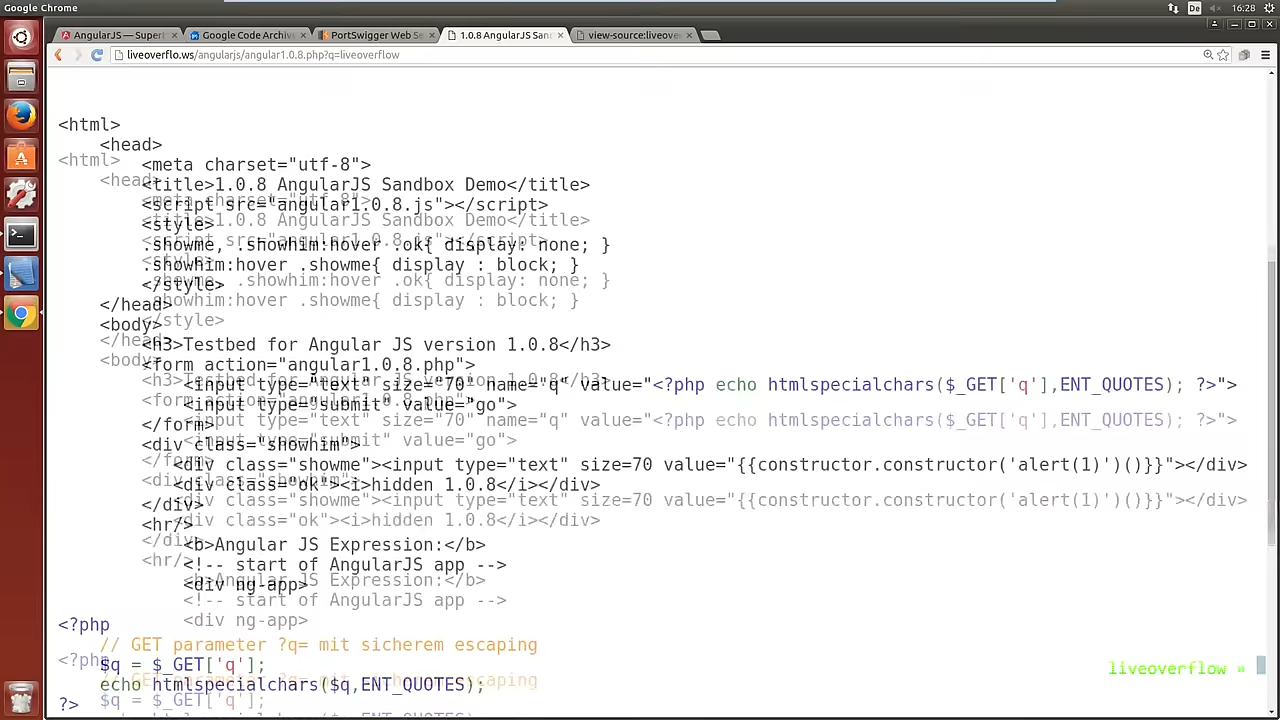 Google Chrome
De
16:28
AngularJS — Superh
Google Code Archive
PortSwigger Web Se
1.0.8 AngularJS San
view-source:liveove
liveoverflo.ws/angularjs/angular1.0.8.php?q=liveoverflow
<html>
<head>
<meta charset="utf-8">
<title>1.0.8 AngularJS Sandbox Demo</title>
<script src="angular1.0.8.js"></script>
<style>
.showme, .showhim:hover .ok{ display: none; }
.showhim:hover .showme{ display : block; }
</style>
</head>
<body>
<h3>Testbed for Angular JS version 1.0.8</h3>
<form action="angular1.0.8.php">
<input type="text" size="70" name="q" value="<?php echo htmlspecialchars($_GET['q'],ENT_QUOTES); ?>">
<input type="submit" value="go">
</form>
<div class="showhim">
<div class="showme"><input type="text" size=70 value="{{constructor.constructor('alert(1)')()}}"></div>
<div class="ok"><i>hidden 1.0.8</i></div>
</div>
<hr/>
<b>Angular JS Expression:</b>
<!-- start of AngularJS app -->
<div ng-app>
<?php
// GET parameter ?q= mit sicherem escaping
$q = $_GET['q'];
echo htmlspecialchars($q,ENT_QUOTES);
?>
liveoverflow »